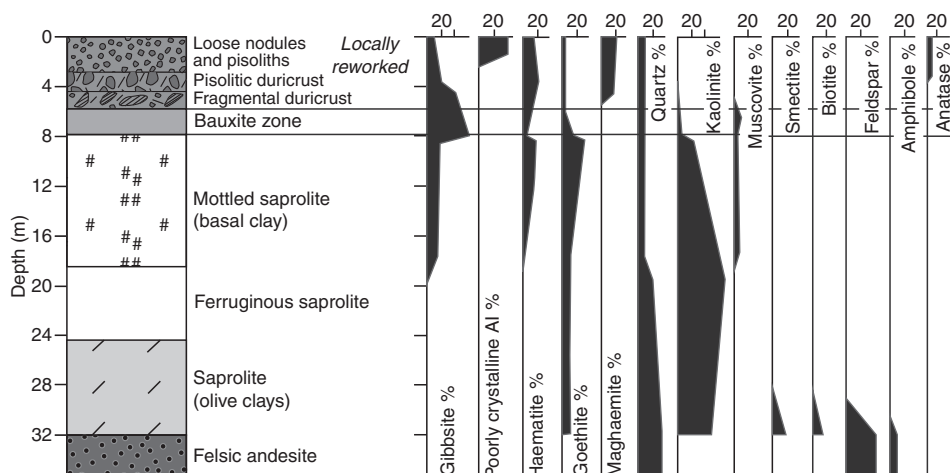 20 20 20 20 20 20 20 20 20 20 20 20 20
0
4
8
12
16
20
24
28
32
Depth (m)
Loose nodules
and pisoliths
Locally
reworked
Pisolitic duricrust
Fragmental duricrust
Bauxite zone
Mottled saprolite
(basal clay)
Ferruginous saprolite
Saprolite
(olive clays)
Felsic andesite
Gibbsite %
Poorly crystalline Al %
Haematite %
Goethite %
Maghaemite %
Quartz %
Kaolinite %
Muscovite %
Smectite %
Biotite %
Feldspar %
Amphibole %
Anatase %
# #
# #
#
#
# #
# #
#
#
# #
# #